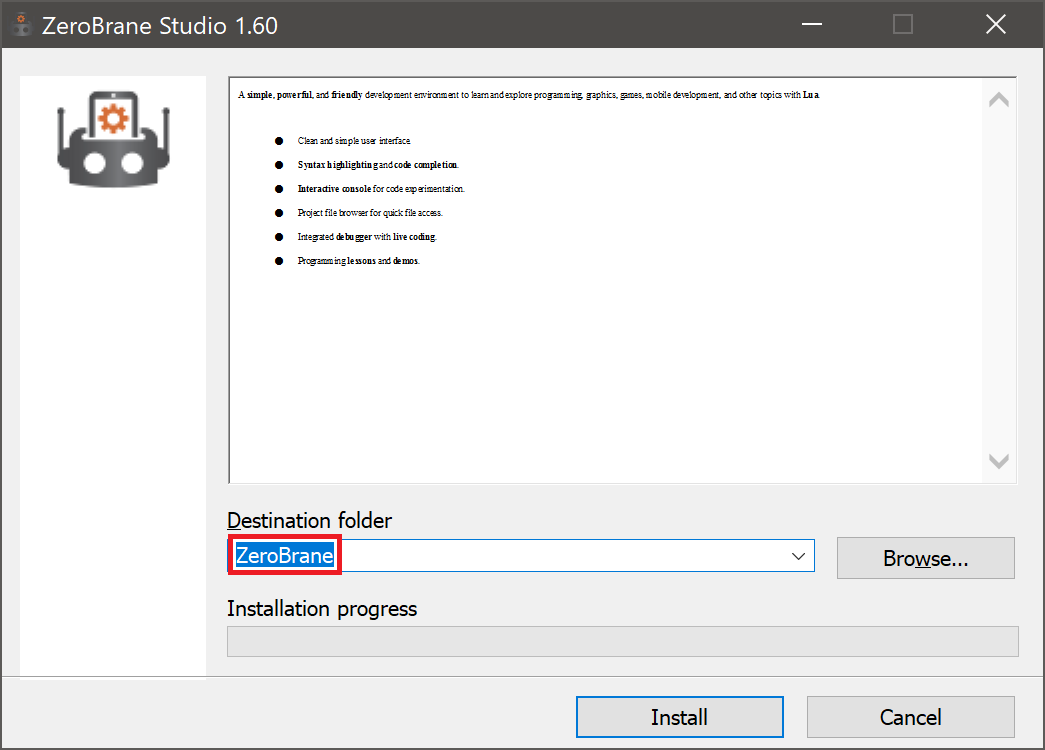 ZeroBrane Studio 1.60
A simple, powerful, and friendly development environment to learn and explore programming, graphics, games, mobile development, and other topics with Lua.
Clean and simple user interface.
Syntax highlighting and code completion.
Interactive console for code experimentation.
Project file browser for quick file access.
Integrated debugger with live coding.
Programming lessons and demos.
Destination folder
ZeroBrane
Browse...
Installation progress
Install
Cancel